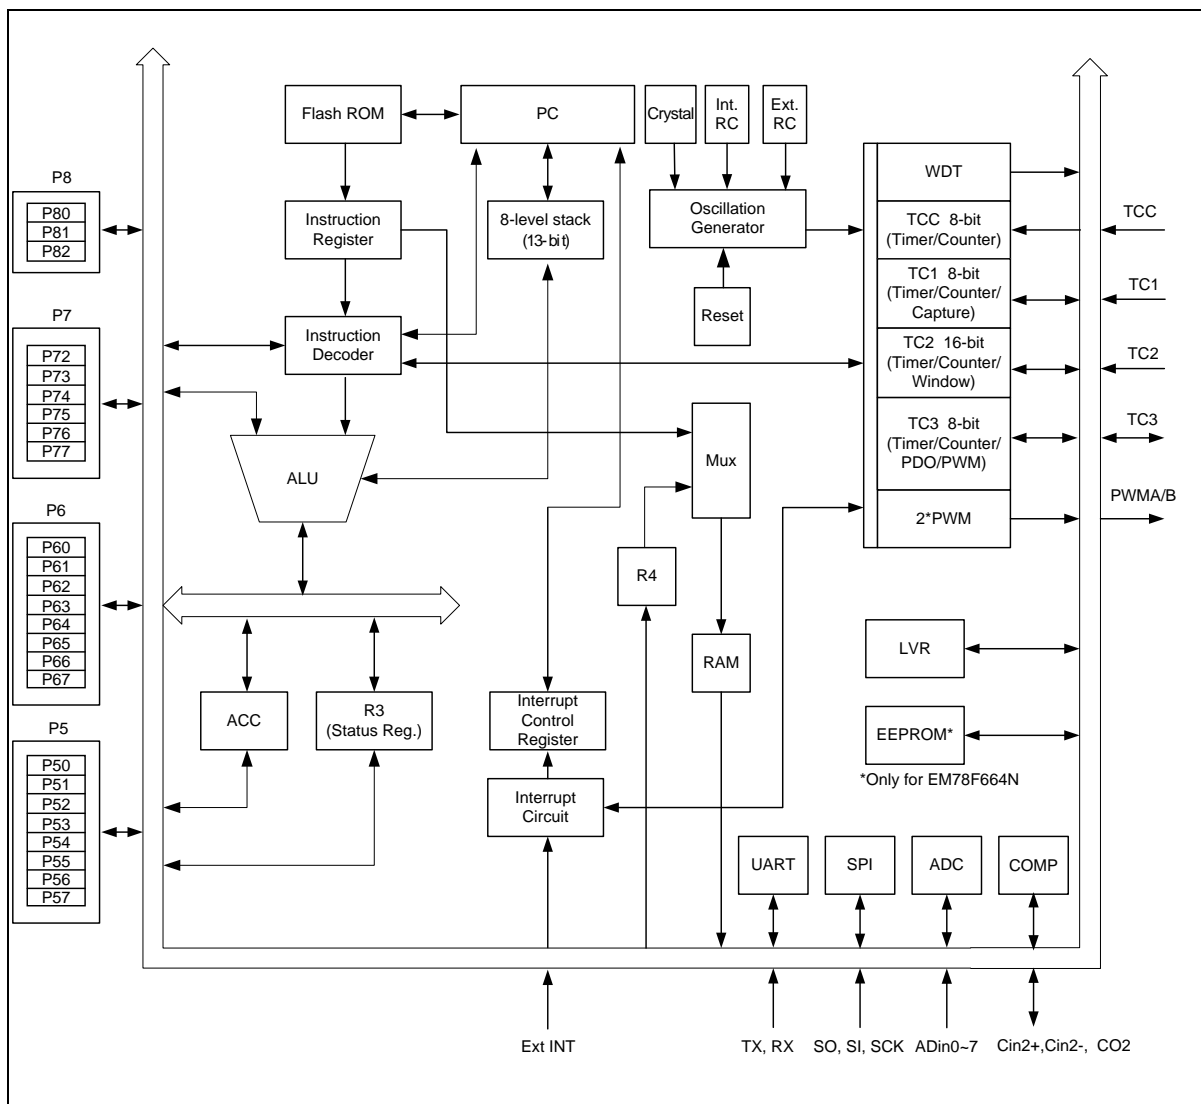 Flash ROM
PC
Crystal
Int.
RC
Ext.
RC
P8
P80
P81
P82
Instruction
Register
8-level stack
(13-bit)
Oscillation
Generator
Reset
WDT
TCC 8-bit
(Timer/Counter)
TCC
TC1 8-bit
(Timer/Counter/
Capture)
TC1
P7
P72
P73
P74
P75
P76
P77
Instruction
Decoder
TC2 16-bit
(Timer/Counter/
Window)
TC2
ALU
Mux
TC3 8-bit
(Timer/Counter/
PDO/PWM)
TC3
2*PWM
PWMA/B
P6
P60
P61
P62
P63
P64
P65
P66
P67
R4
RAM
LVR
ACC
R3
(Status Reg.)
Interrupt
Control
Register
EEPROM*
*Only for EM78F664N
P5
P50
P51
P52
P53
P54
P55
P56
P57
Interrupt
Circuit
UART
SPI
ADC
COMP
Ext INT
TX, RX
SO, SI, SCK
ADin0~7
Cin2+,Cin2-, CO2